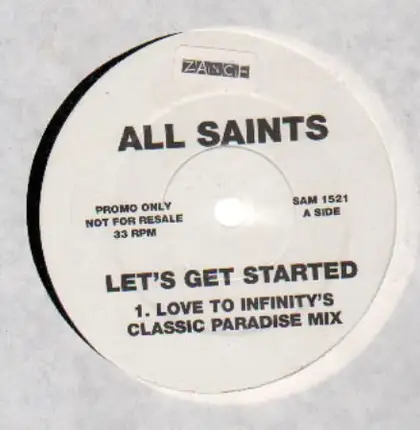 ZANG
ALL SAINTS
PROMO ONLY
NOT FOR RESALE
33 RPM
SAM 1521
A SIDE
LET'S GET STARTED
1. LOVE TO INFINITY'S
CLASSIC PARADISE MIX